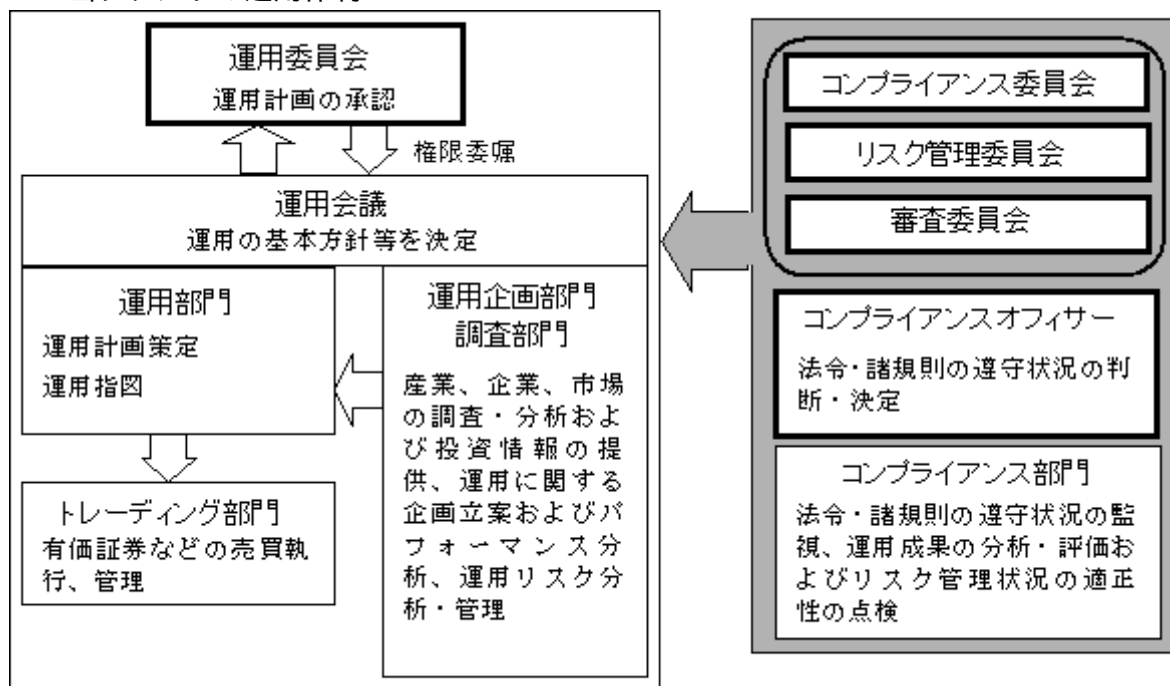 運用委員会
運用計画の承認
権限委嘱
運用会議
運用の基本方針等を決定
運用部門
運用計画策定
運用指図
運用企画部門
調査部門
産業、企業、市場
の調査・分析およ
び投資情報の提
供、運用に関する
企画立案およびパ
フォーマンス分
析、運用リスク分
析・管理
トレーディング部門
有価証券などの売買執
行、管理
コンプライアンス委員会
リスク管理委員会
審査委員会
コンプライアンスオフィサー
法令・諸規則の遵守状況の判
断・決定
コンプライアンス部門
法令・諸規則の遵守状況の監
視、運用成果の分析・評価お
よびリスク管理状況の適正
性の点検